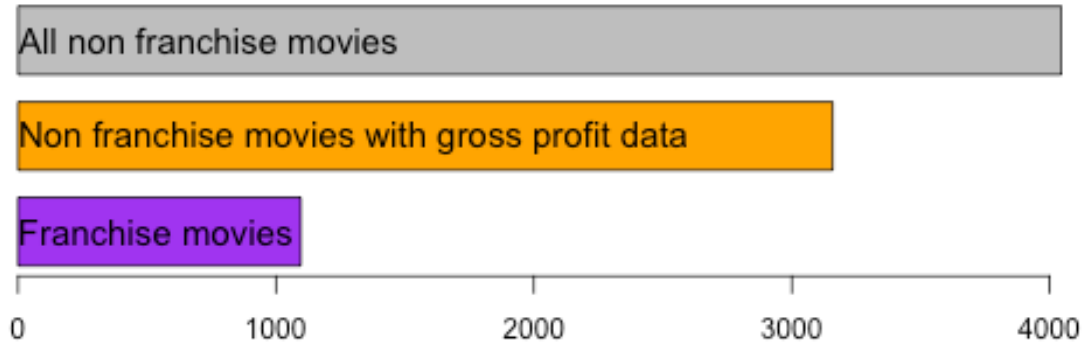 All non franchise movies
Non franchise movies with gross profit data
Franchise movies
0 1000 2000 3000 4000